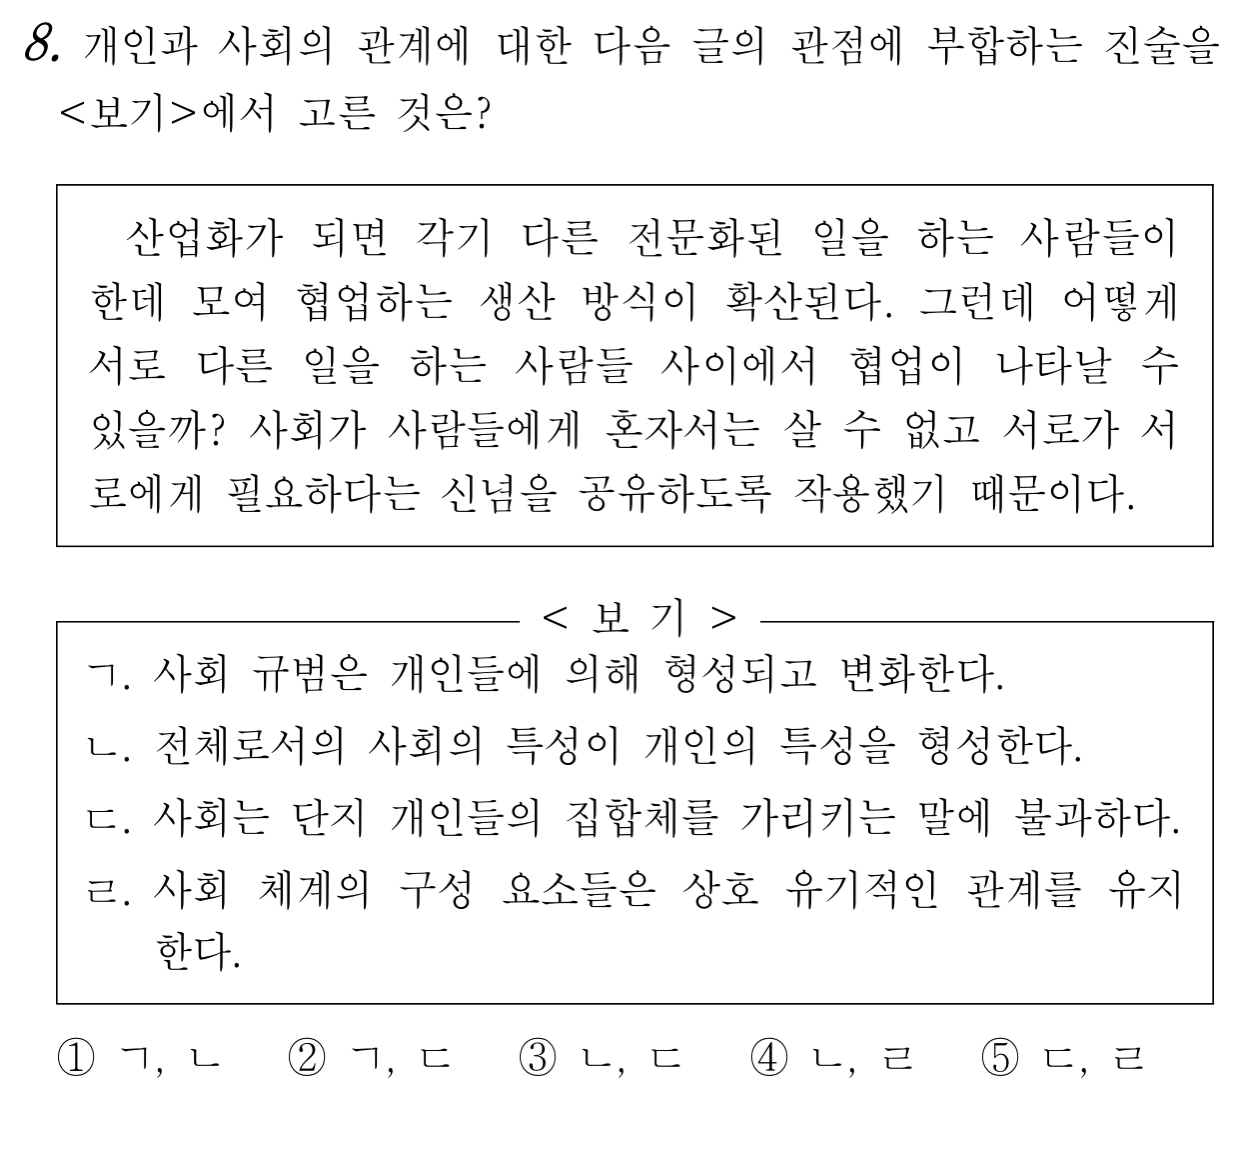 8. 개인과 사회의 관계에 대한 다음 글의 관점에 부합하는 진술을
<보기>에서 고른 것은?
산업화가 되면 각기 다른 전문화된 일을 하는 사람들이
한데 모여 협업하는 생산 방식이 확산된다. 그런데 어떻게
서로 다른 일을 하는 사람들 사이에서 협업이 나타날 수
있을까? 사회가 사람들에게 혼자서는 살 수 없고 서로가 서
로에게 필요하다는 신념을 공유하도록 작용했기 때문이다.
< 보 기 >
ㄱ. 사회 규범은 개인들에 의해 형성되고 변화한다.
ㄴ. 전체로서의 사회의 특성이 개인의 특성을 형성한다.
ㄷ. 사회는 단지 개인들의 집합체를 가리키는 말에 불과하다.
ㄹ. 사회 체계의 구성 요소들은 상호 유기적인 관계를 유지
한다.
① ㄱ, ㄴ ② ㄱ, ㄷ ③ ㄴ, ㄷ ④ ㄴ, ㄹ ⑤ ㄷ, ㄹ